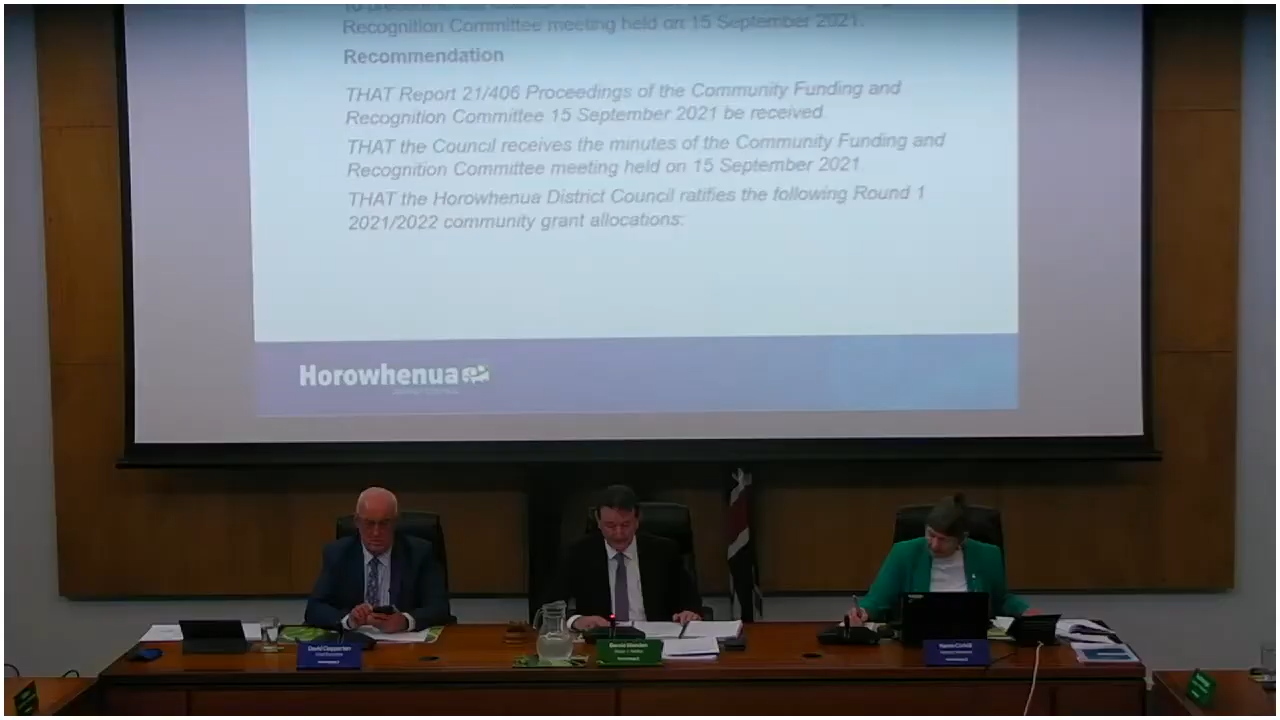 Recognition Committee meeting held on 15 September 2021.
Recommendation
THAT Report 21/406 Proceedings of the Community Funding and
Recognition Committee 15 September 2021 be received
THAT the Council receives the minutes of the Community Funding and
Recognition Committee meeting held on 15 September 2021
THAT the Horowhenua District Council ratifies the following Round 1
2021/2022 community grant allocations:
Horowhenua
David Clapperton